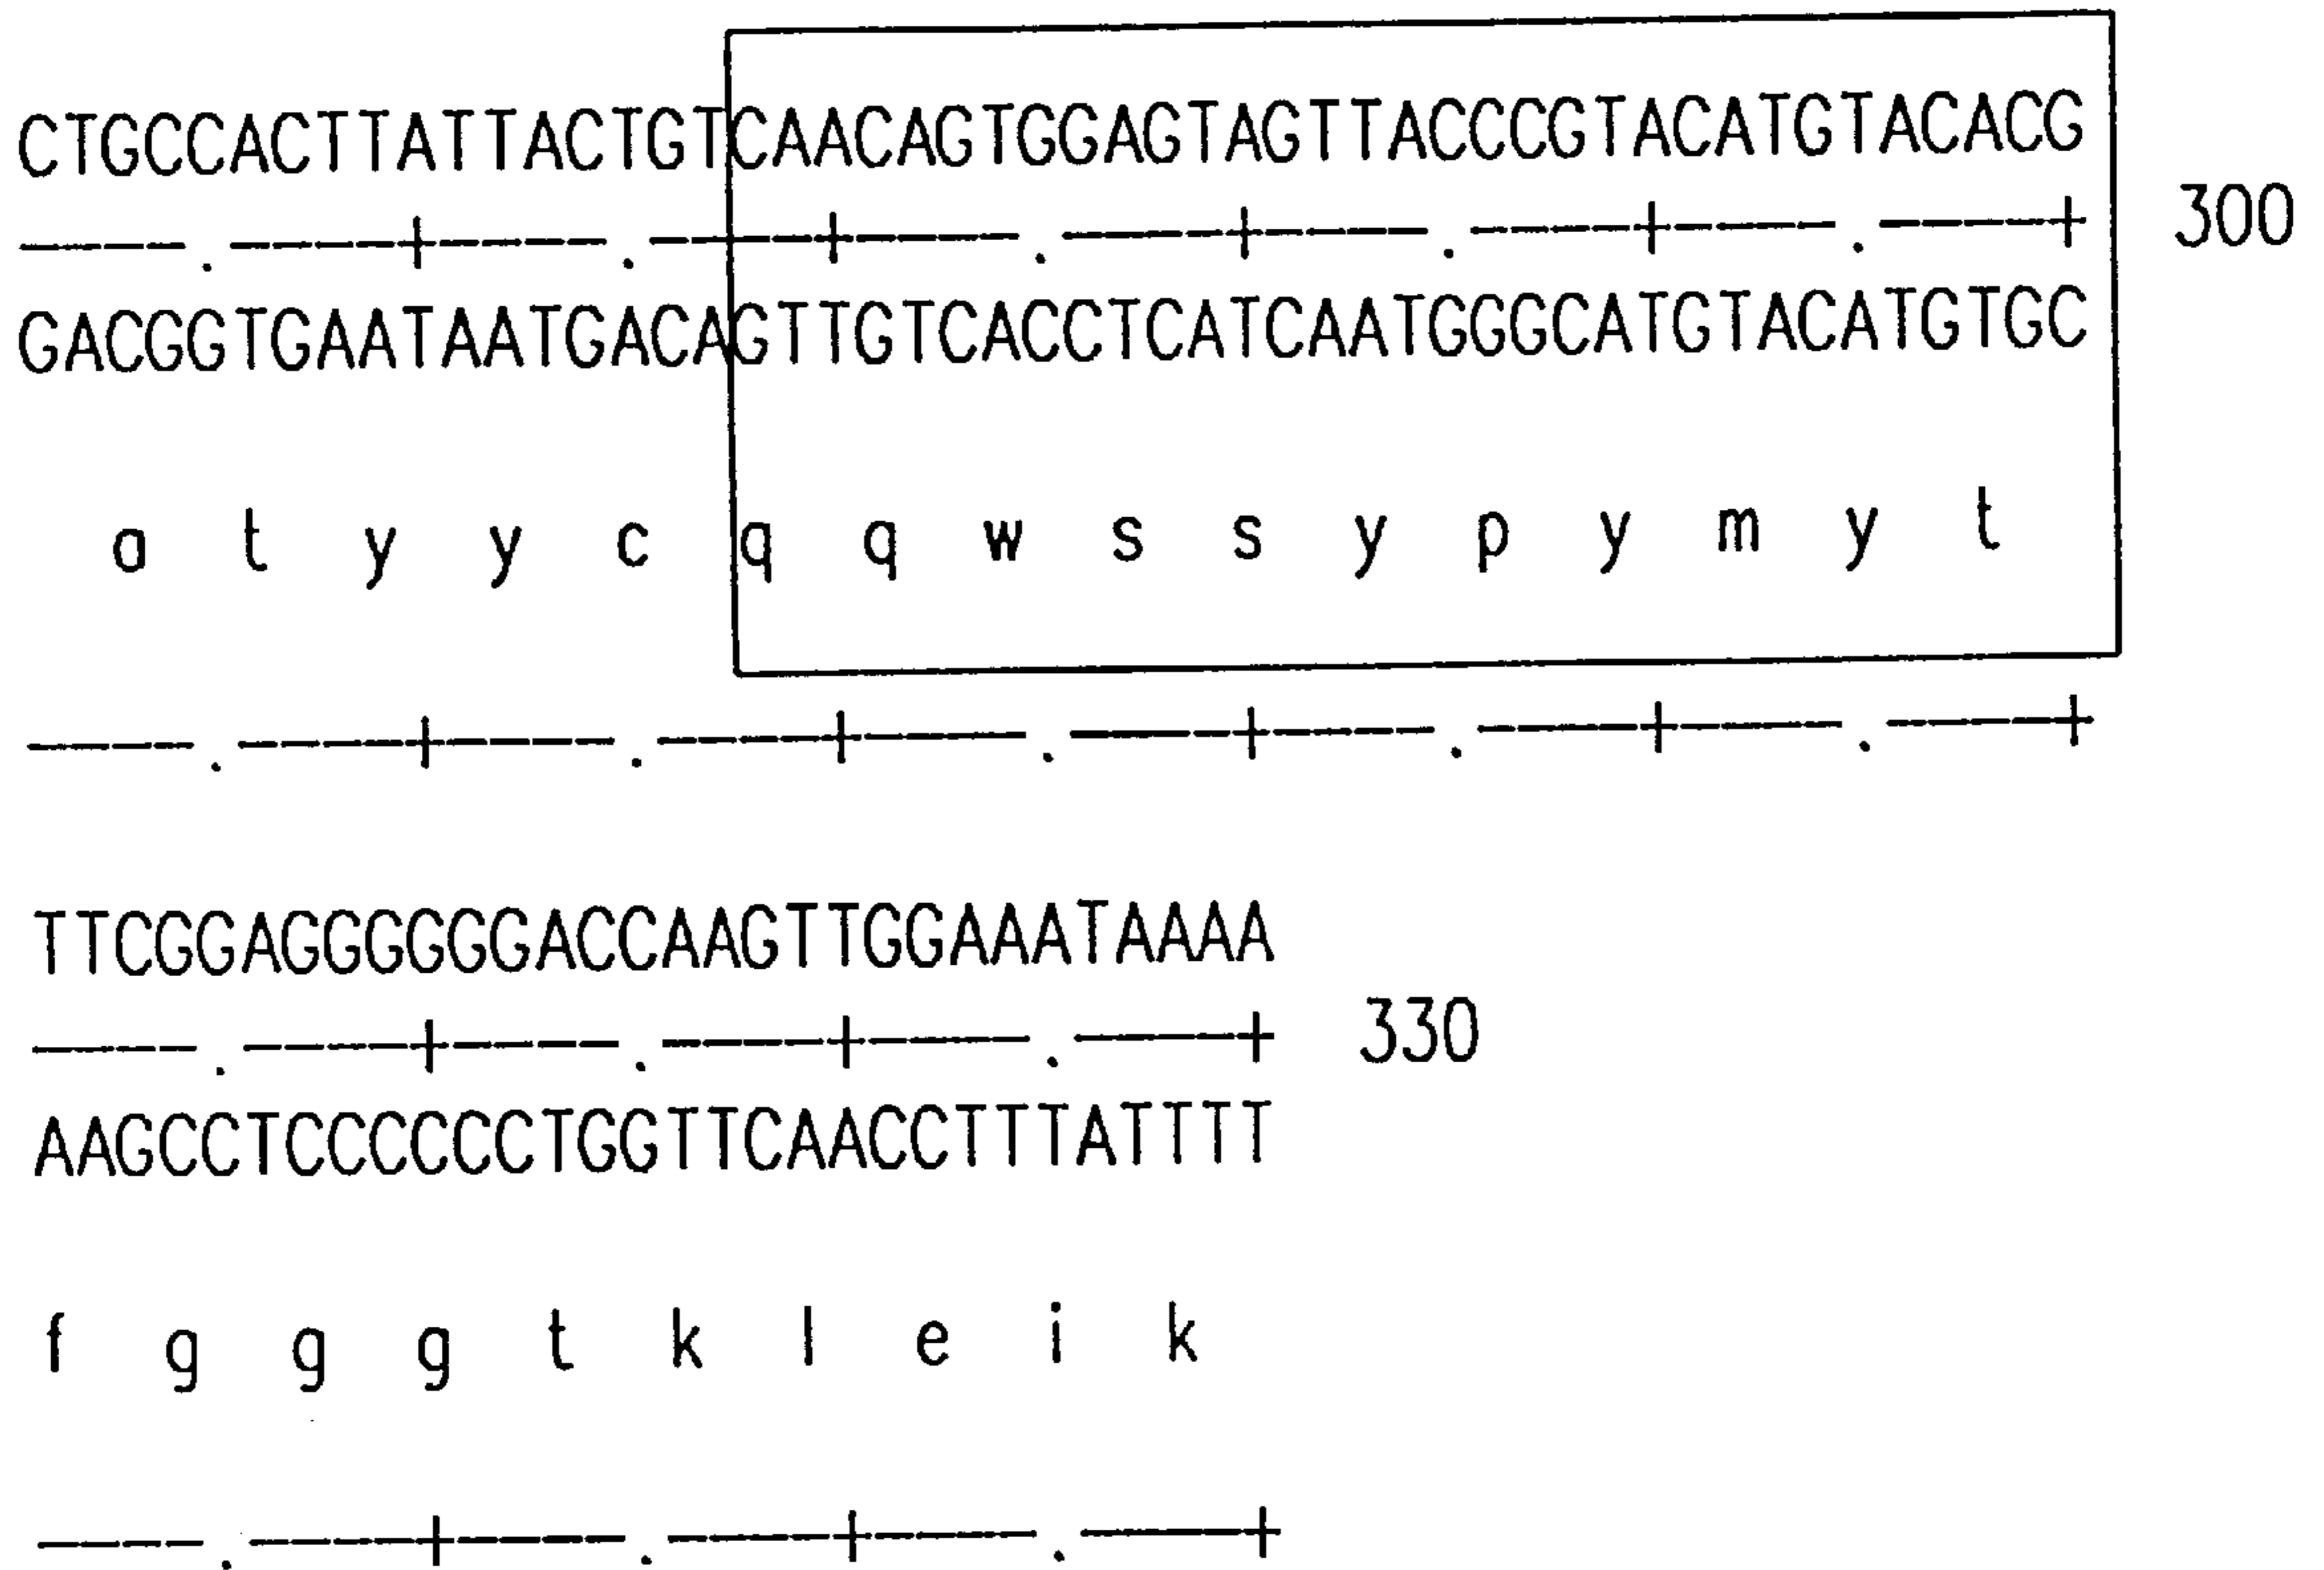 CTGCCACTTATTACTGTCAACAGTGGAGTAGTTACCCGTACATGTACACG
----.----+----.----+----.----+----.----+----.----+ 300
GACGGTGAATAATGACAGTTGTCACCTCATCAATGGGCATGTACATGTGC
a t y y c q q w s s y p y m y t
----.----+----.----+----.----+----.----+----.----+
TTCGGAGGGGGGACCAAGTTGGAAATAAAA
----.----+----.----+----.----+ 330
AAGCCTCCCCCCTGGTTCAACCTTTATTTT
f g g g t k l e i k
----.----+----.----+----.----+